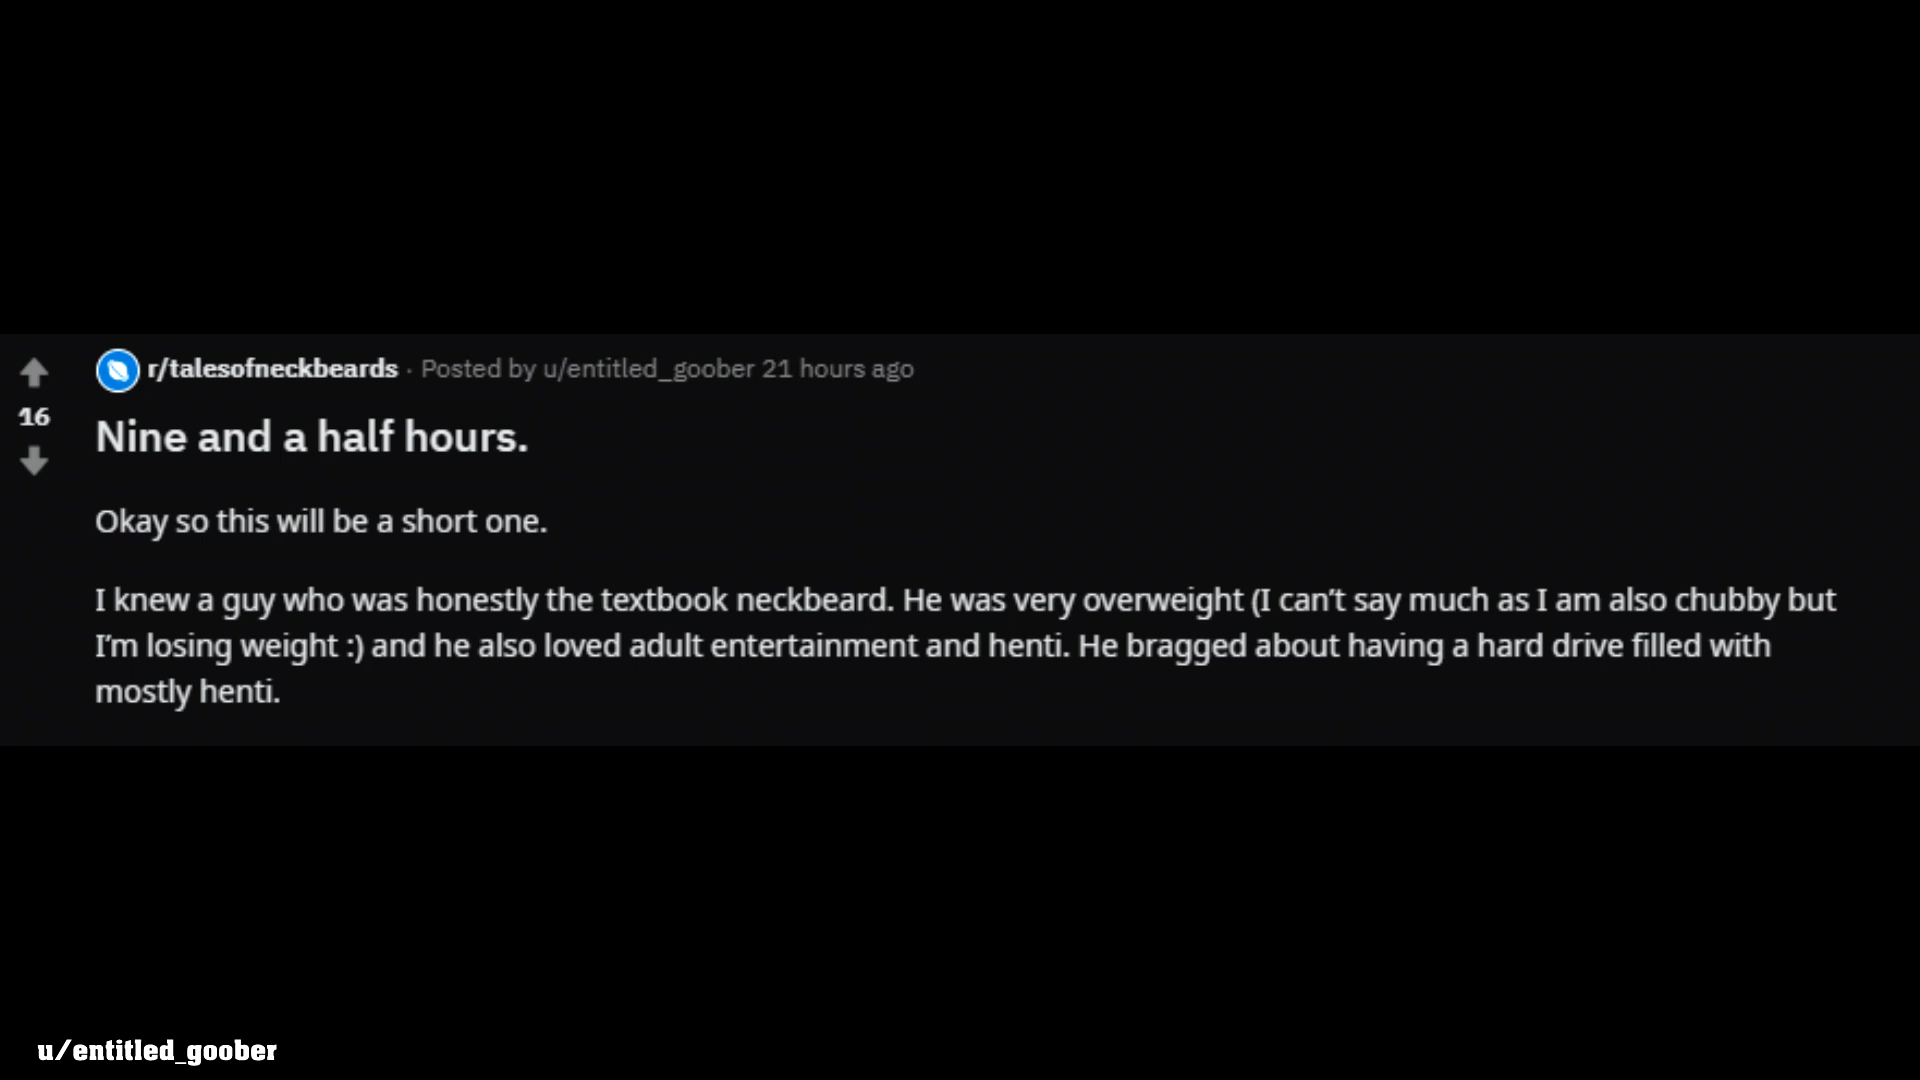 r/talesofneckbeards · Posted by u/entitled_goober 21 hours ago
16
Nine and a half hours.
Okay so this will be a short one.
I knew a guy who was honestly the textbook neckbeard. He was very overweight (I can’t say much as I am also chubby but
I’m losing weight :) and he also loved adult entertainment and henti. He bragged about having a hard drive filled with
mostly henti.
u/entitled_goober